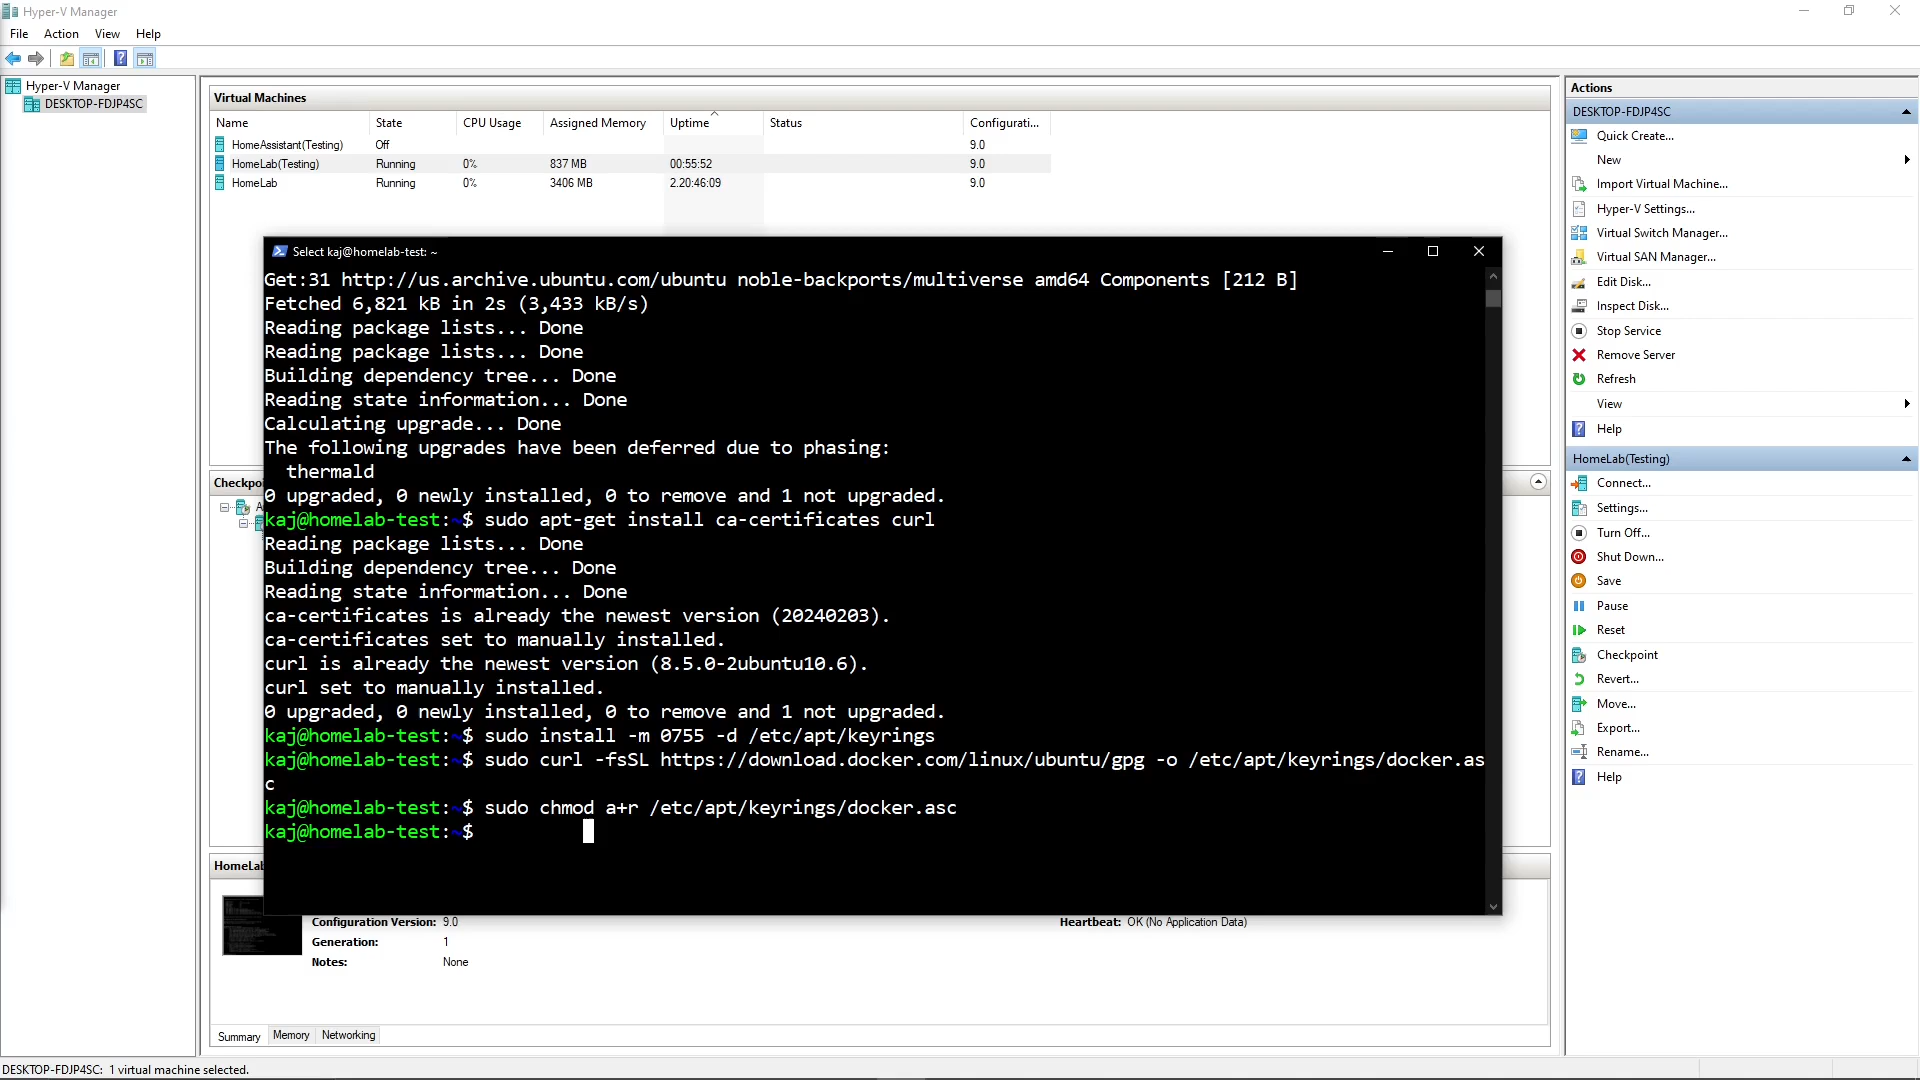 Hyper-V Manager
File Action View Help
Hyper-V Manager
DESKTOP-FDJP4SC
Virtual Machines
Name State CPU Usage Assigned Memory Uptime Status Configurati...
HomeAssistant(Testing) Off 9.0
HomeLab(Testing) Running 0% 837 MB 00:55:52 9.0
HomeLab Running 0% 3406 MB 2.20:46:09 9.0
Select kaj@homelab-test: ~
Get:31 http://us.archive.ubuntu.com/ubuntu noble-backports/multiverse amd64 Components [212 B]
Fetched 6,821 kB in 2s (3,433 kB/s)
Reading package lists... Done
Reading package lists... Done
Building dependency tree... Done
Reading state information... Done
Calculating upgrade... Done
The following upgrades have been deferred due to phasing:
thermald
0 upgraded, 0 newly installed, 0 to remove and 1 not upgraded.
kaj@homelab-test:~$ sudo apt-get install ca-certificates curl
Reading package lists... Done
Building dependency tree... Done
Reading state information... Done
ca-certificates is already the newest version (20240203).
ca-certificates set to manually installed.
curl is already the newest version (8.5.0-2ubuntu10.6).
curl set to manually installed.
0 upgraded, 0 newly installed, 0 to remove and 1 not upgraded.
kaj@homelab-test:~$ sudo install -m 0755 -d /etc/apt/keyrings
kaj@homelab-test:~$ sudo curl -fsSL https://download.docker.com/linux/ubuntu/gpg -o /etc/apt/keyrings/docker.as
c
kaj@homelab-test:~$ sudo chmod a+r /etc/apt/keyrings/docker.asc
kaj@homelab-test:~$
Checkpoi
A
HomeLab
Configuration Version: 9.0 Heartbeat: OK (No Application Data)
Generation: 1
Notes: None
Summary Memory Networking
Actions
DESKTOP-FDJP4SC
Quick Create...
New
Import Virtual Machine...
Hyper-V Settings...
Virtual Switch Manager...
Virtual SAN Manager...
Edit Disk...
Inspect Disk...
Stop Service
Remove Server
Refresh
View
Help
HomeLab(Testing)
Connect...
Settings...
Turn Off...
Shut Down...
Save
Pause
Reset
Checkpoint
Revert...
Move...
Export...
Rename...
Help
DESKTOP-FDJP4SC: 1 virtual machine selected.